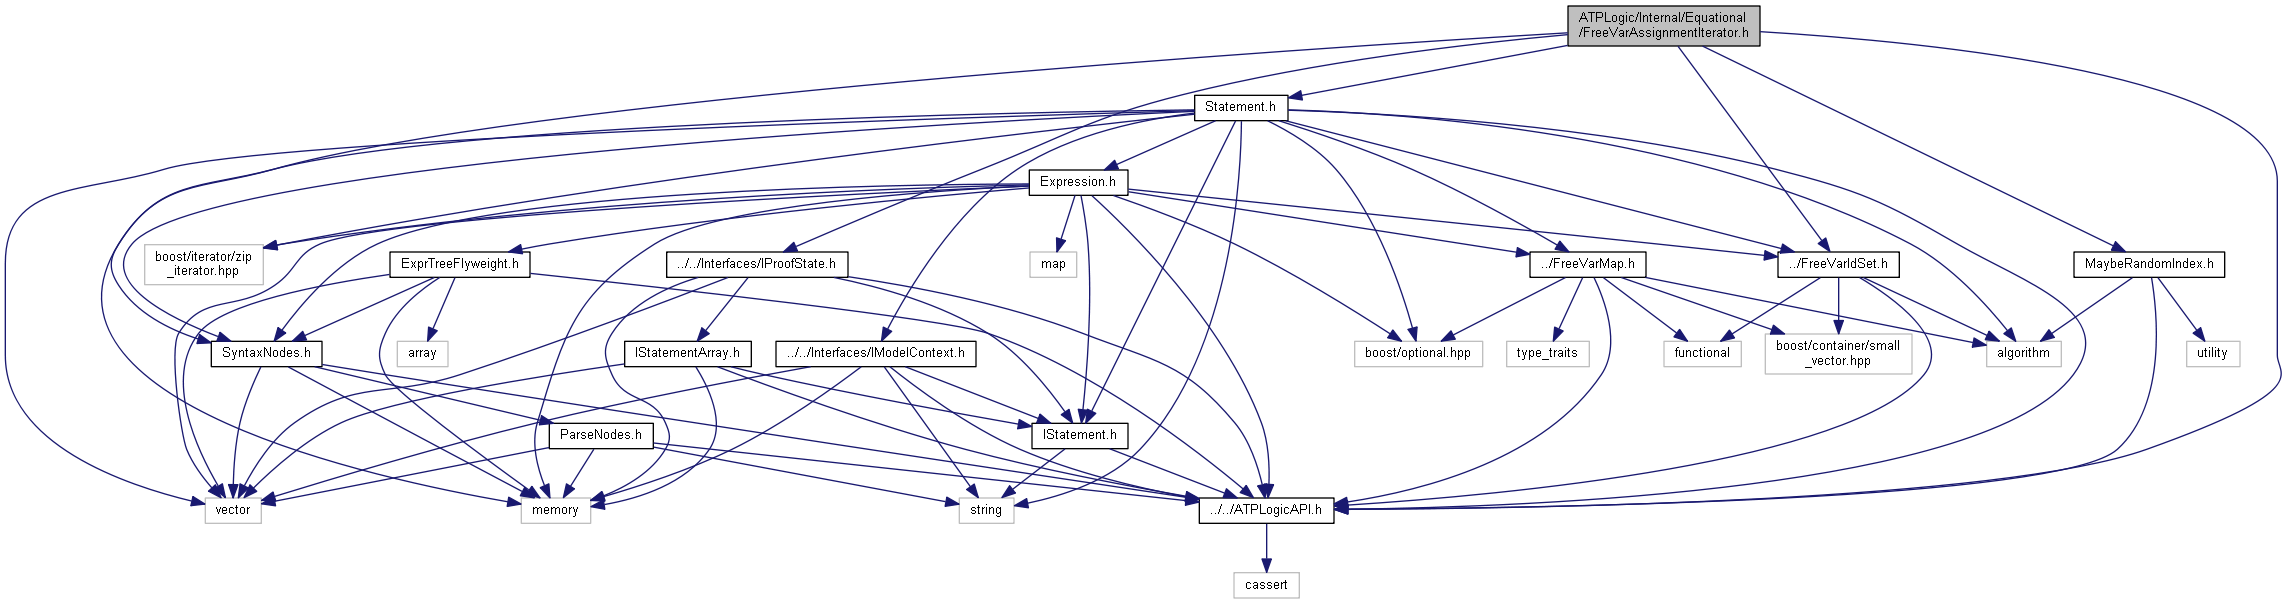 ATPLogic/Internal/Equational
/FreeVarAssignmentIterator.h
Statement.h
Expression.h
boost/iterator/zip
_iterator.hpp
ExprTreeFlyweight.h
../../Interfaces/IProofState.h
map
../FreeVarMap.h
../FreeVarIdSet.h
MaybeRandomIndex.h
SyntaxNodes.h
array
IStatementArray.h
../../Interfaces/IModelContext.h
boost/optional.hpp
type_traits
functional
boost/container/small
_vector.hpp
algorithm
utility
ParseNodes.h
IStatement.h
vector
memory
string
../../ATPLogicAPI.h
cassert